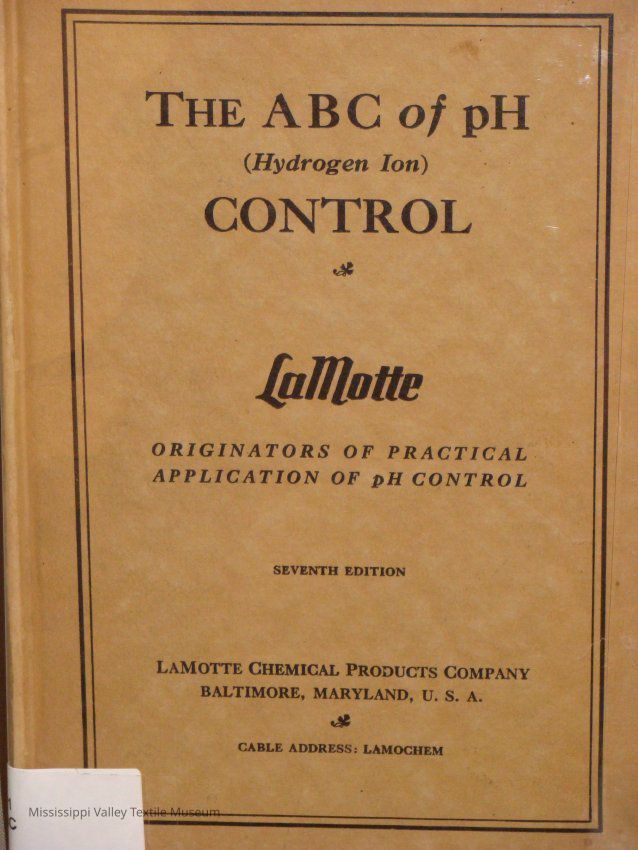 THE ABC of pH
(Hydrogen Ion)
CONTROL
LaMotte
ORIGINATORS OF PRACTICAL
APPLICATION OF pH CONTROL
SEVENTH EDITION
LAMOTTE CHEMICAL PRODUCTS COMPANY
BALTIMORE, MARYLAND, U. S. A.
CABLE ADDRESS: LAMOCHEM
Mississippi Valley Textile Museum